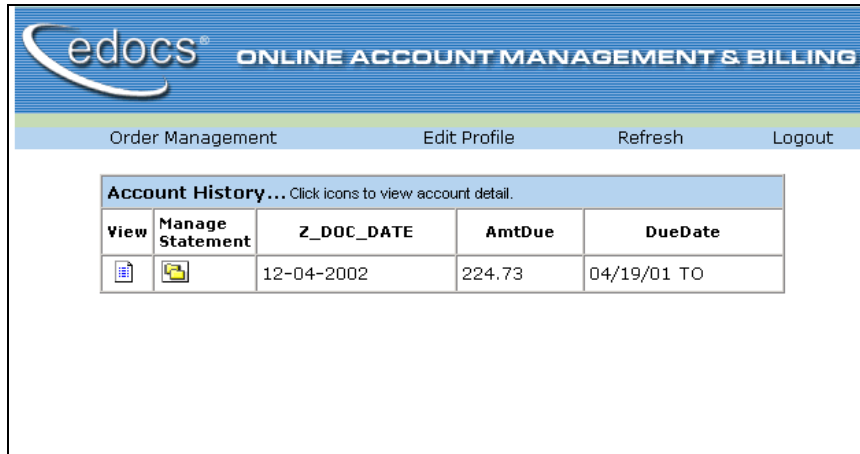 edocs® ONLINE ACCOUNT MANAGEMENT & BILLING
Order Management Edit Profile Refresh Logout
Account History... Click icons to view account detail.
View Manage Statement Z_DOC_DATE AmtDue DueDate
12-04-2002 224.73 04/19/01 TO